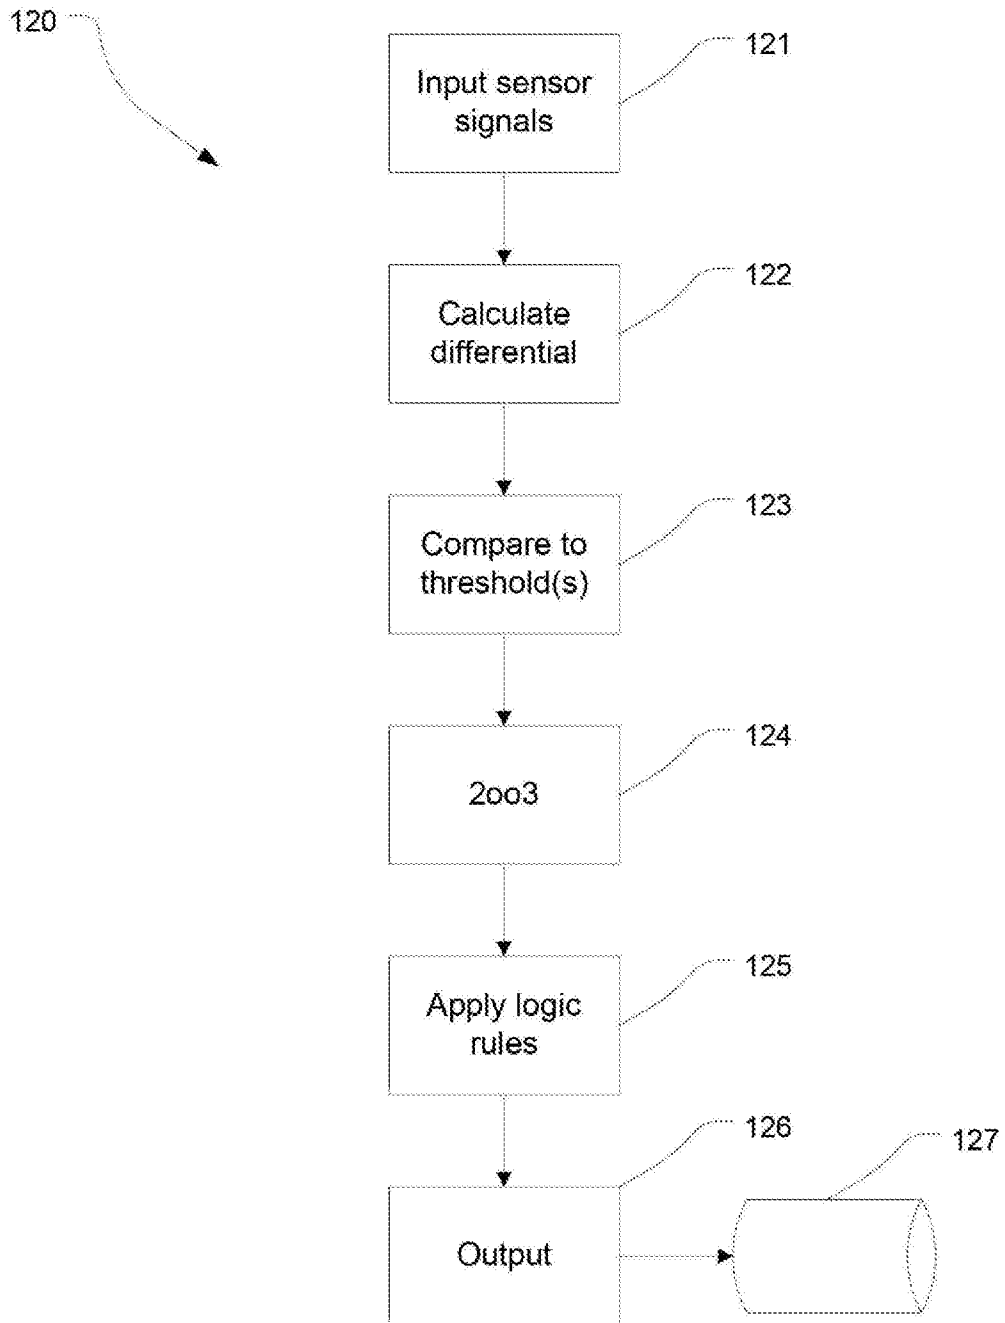 120
121
Input sensor
signals
122
Calculate
differential
123
Compare to
threshold(s)
124
2oo3
125
Apply logic
rules
126
127
Output